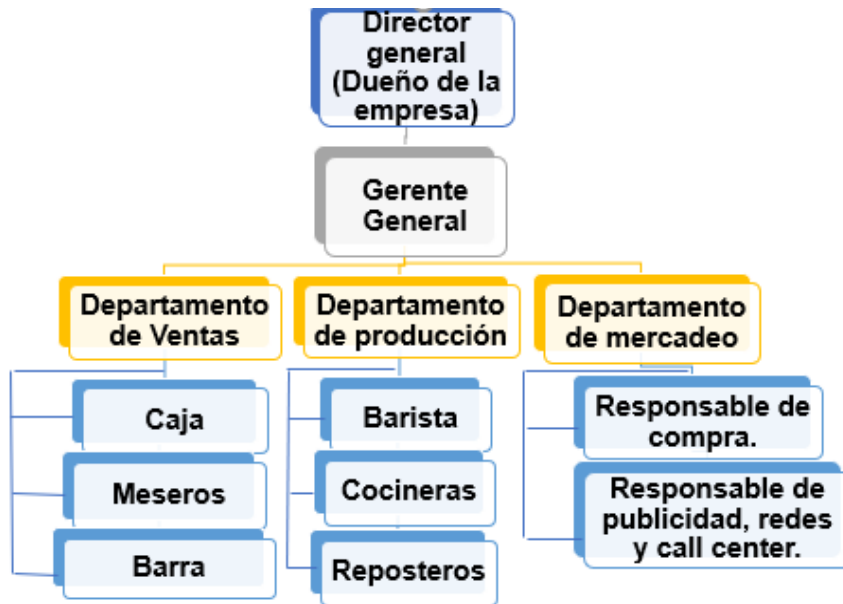 Director
general
(Dueño de la
empresa)
Gerente
General
Departamento
de Ventas
Departamento
de producción
Departamento
de mercadeo
Caja
Meseros
Barra
Barista
Cocineras
Reposteros
Responsable de
compra.
Responsable de
publicidad, redes
y call center.